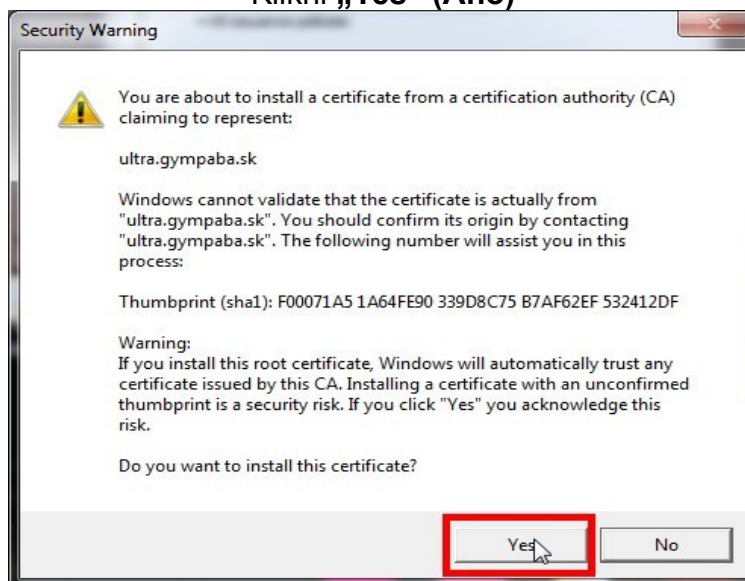 Klikni „Yes“ (Áno)
Security Warning
You are about to install a certificate from a certification authority (CA)
claiming to represent:
ultra.gympaba.sk
Windows cannot validate that the certificate is actually from
"ultra.gympaba.sk". You should confirm its origin by contacting
"ultra.gympaba.sk". The following number will assist you in this
process:
Thumbprint (sha1): F00071A5 1A64FE90 339D8C75 B7AF62EF 532412DF
Warning:
If you install this root certificate, Windows will automatically trust any
certificate issued by this CA. Installing a certificate with an unconfirmed
thumbprint is a security risk. If you click "Yes" you acknowledge this
risk.
Do you want to install this certificate?
Yes No